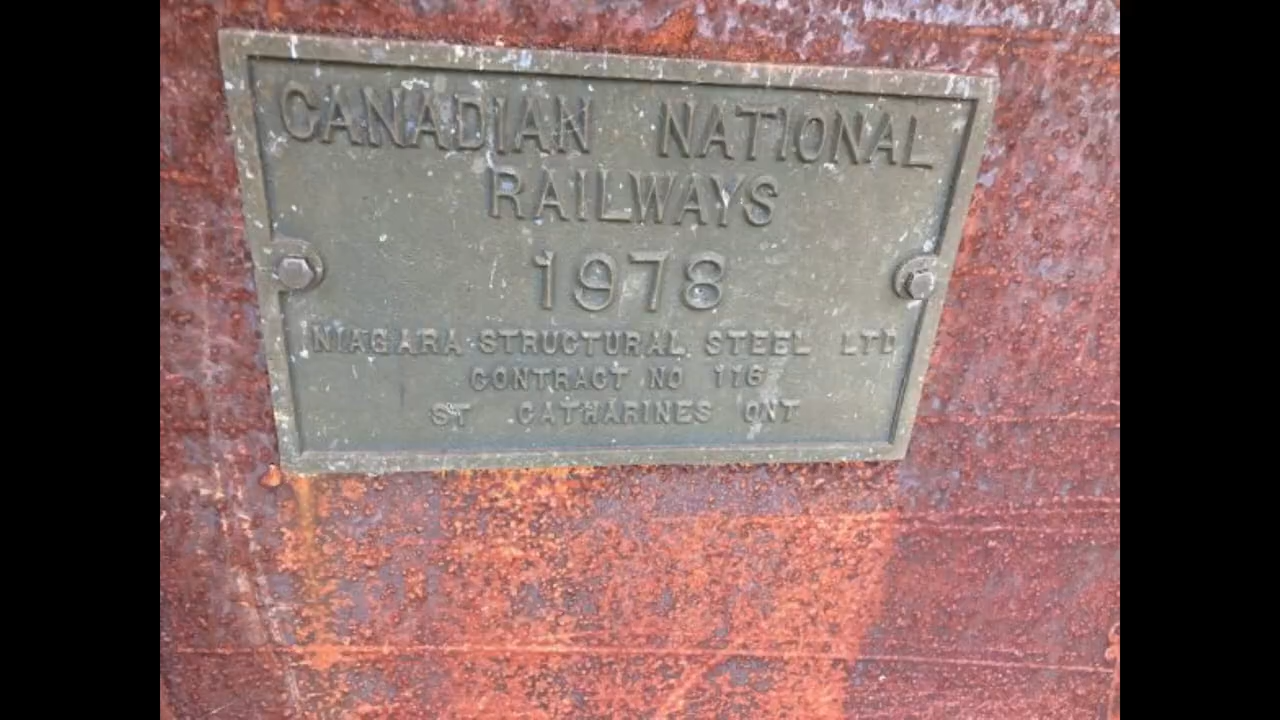 CANADIAN NATIONAL
RAILWAYS
1978
NIAGARA STRUCTURAL STEEL LTD
CONTRACT NO 116
ST CATHARINES ONT